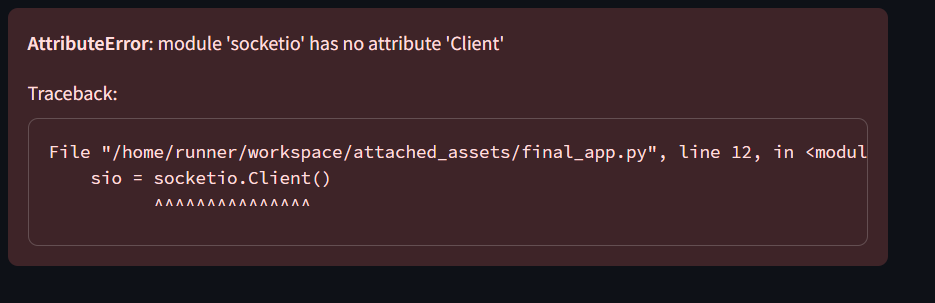 AttributeError: module 'socketio' has no attribute 'Client'
Traceback:
File "/home/runner/workspace/attached_assets/final_app.py", line 12, in <modul
sio = socketio.Client()
^^^^^^^^^^^^^^^